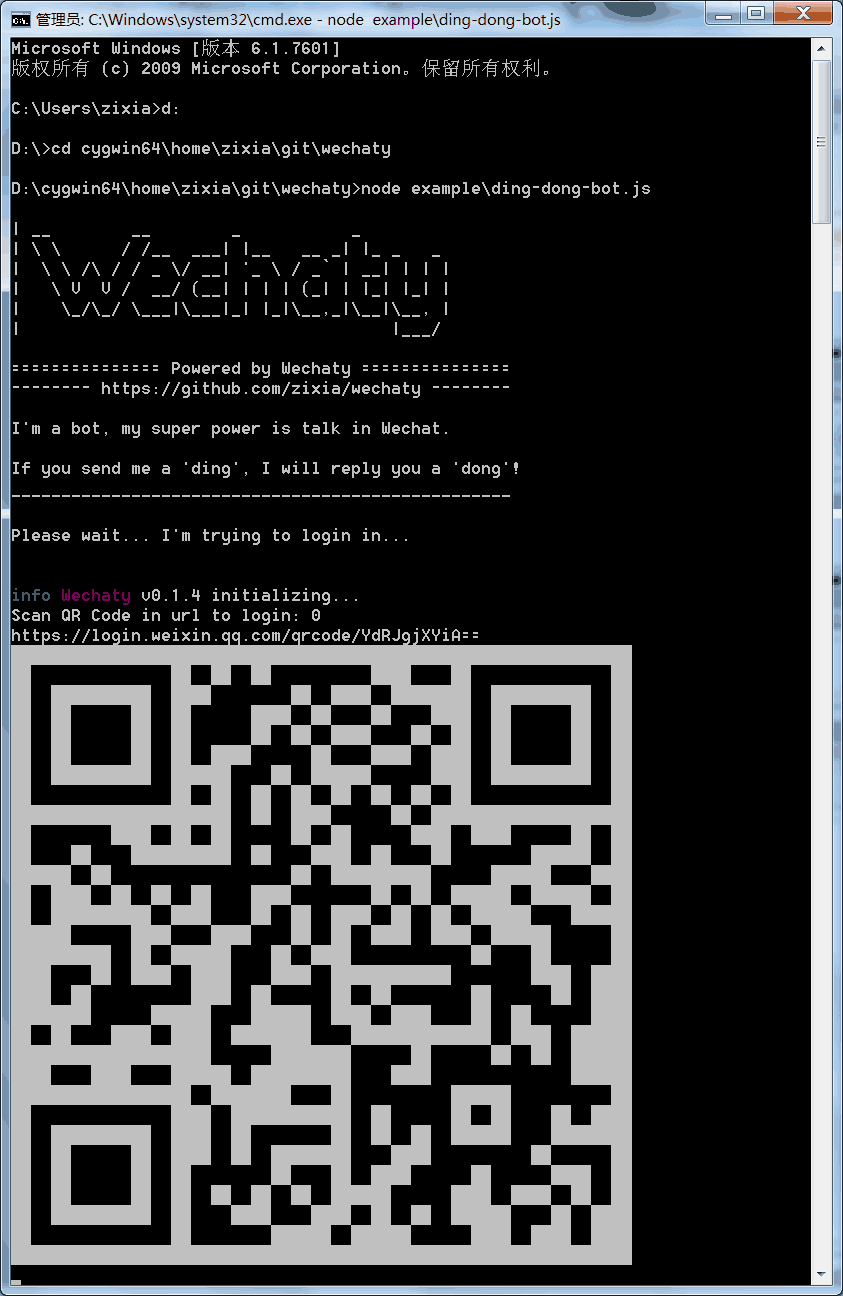 管理员: C:\Windows\system32\cmd.exe - node  example\ding-dong-bot.js
Microsoft Windows [版本 6.1.7601]
版权所有 (c) 2009 Microsoft Corporation。保留所有权利。
C:\Users\zixia>d:
D:\>cd cygwin64\home\zixia\git\wechaty
D:\cygwin64\home\zixia\git\wechaty>node example\ding-dong-bot.js
Wechaty
=============== Powered by Wechaty ===============
-------- https://github.com/zixia/wechaty --------
I'm a bot, my super power is talk in Wechat.
If you send me a 'ding', I will reply you a 'dong'!
--------------------------------------------------
Please wait... I'm trying to login in...
info Wechaty v0.1.4 initializing...
Scan QR Code in url to login: 0
https://login.weixin.qq.com/qrcode/YdRJgjXYiA==